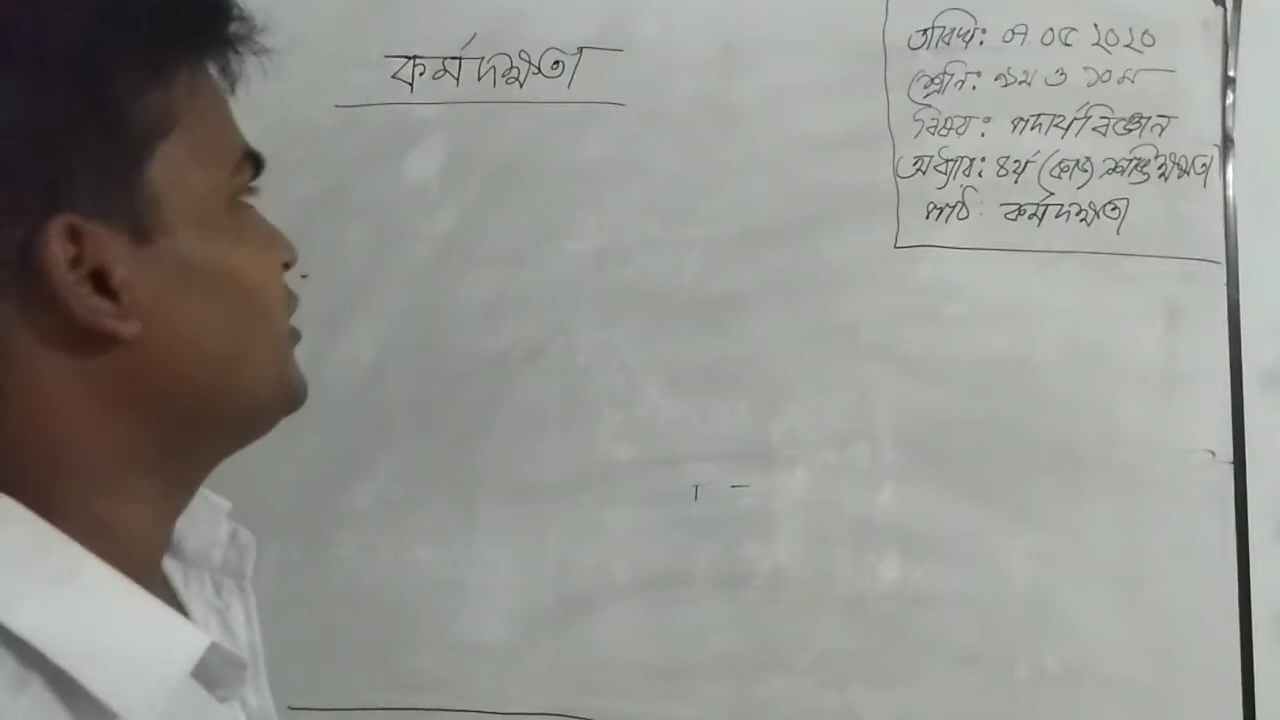 কর্মদক্ষতা
তারিখ: ০৭ ০৫ ২০২০
শ্রেনি: ৯ম ও ১০ম
বিষয়: পদার্থবিজ্ঞান
অধ্যায়: ৪র্থ (কাজ শক্তি ক্ষমতা)
পাঠ: কর্মদক্ষতা